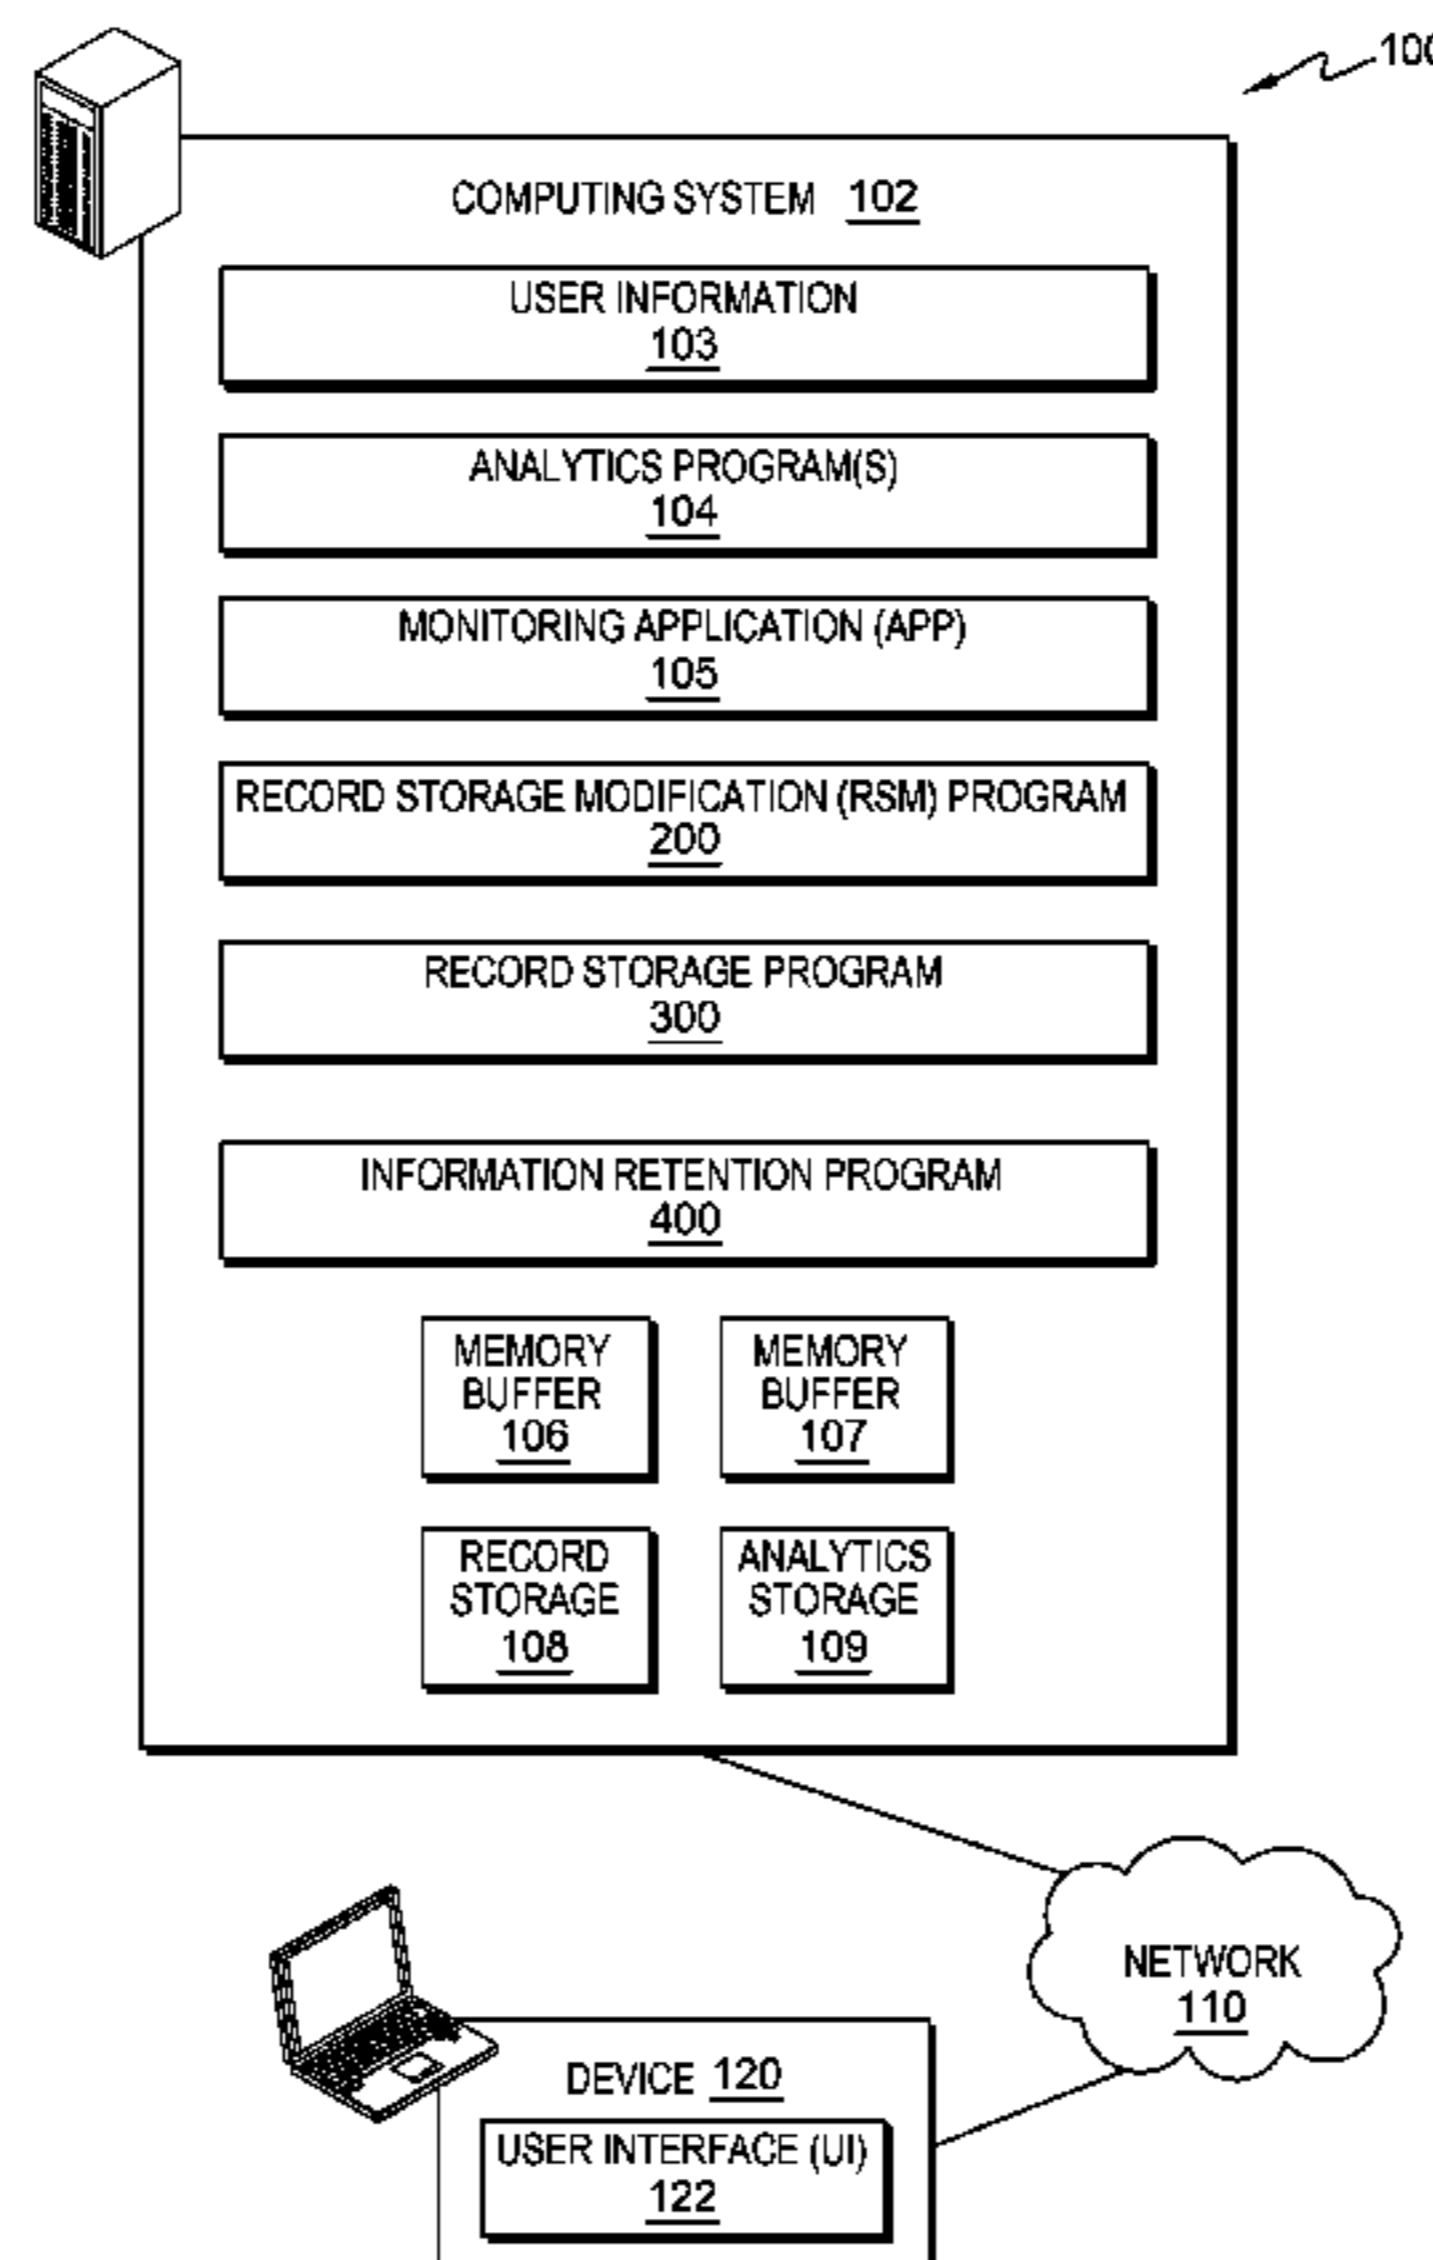 100
COMPUTING SYSTEM 102
USER INFORMATION
103
ANALYTICS PROGRAM(S)
104
MONITORING APPLICATION (APP)
105
RECORD STORAGE MODIFICATION (RSM) PROGRAM
200
RECORD STORAGE PROGRAM
300
INFORMATION RETENTION PROGRAM
400
MEMORY
BUFFER
106
MEMORY
BUFFER
107
RECORD
STORAGE
108
ANALYTICS
STORAGE
109
NETWORK
110
DEVICE 120
USER INTERFACE (UI)
122